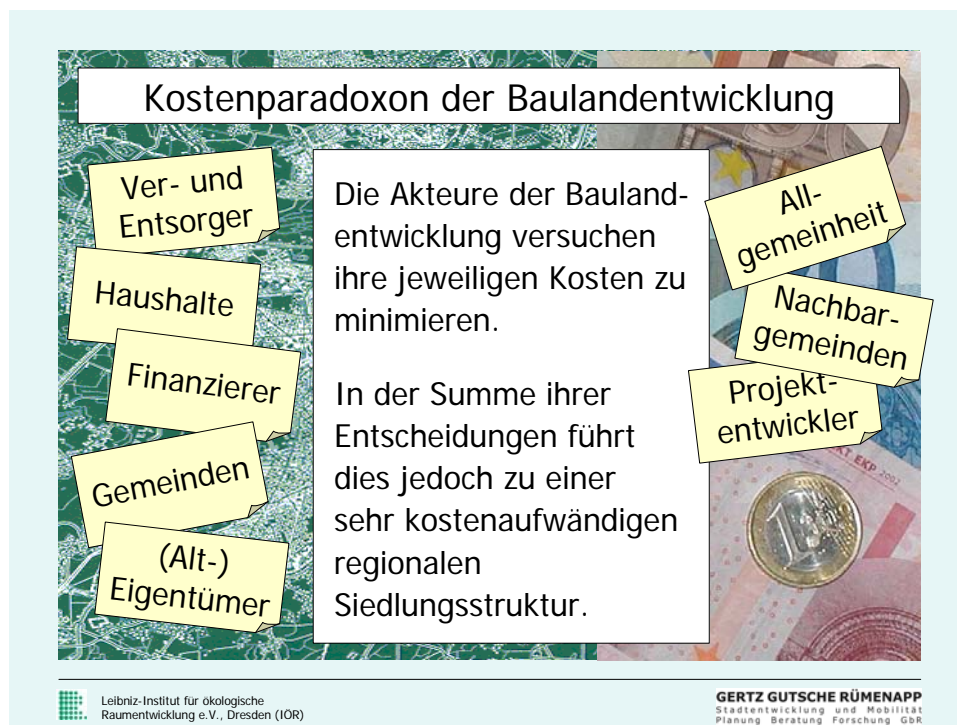 Kostenparadoxon der Baulandentwicklung
Ver- und
Entsorger
Haushalte
Finanzierer
Gemeinden
(Alt-)
Eigentümer
Die Akteure der Bauland-
entwicklung versuchen
ihre jeweiligen Kosten zu
minimieren.
In der Summe ihrer
Entscheidungen führt
dies jedoch zu einer
sehr kostenaufwändigen
regionalen
Siedlungsstruktur.
All-
gemeinheit
Nachbar-
gemeinden
Projekt-
entwickler
EKP 2002
1
Leibniz-Institut für ökologische
Raumentwicklung e.V., Dresden (IÖR)
GERTZ GUTSCHE RÜMENAPP
Stadtentwicklung und Mobilität
Planung Beratung Forschung GbR